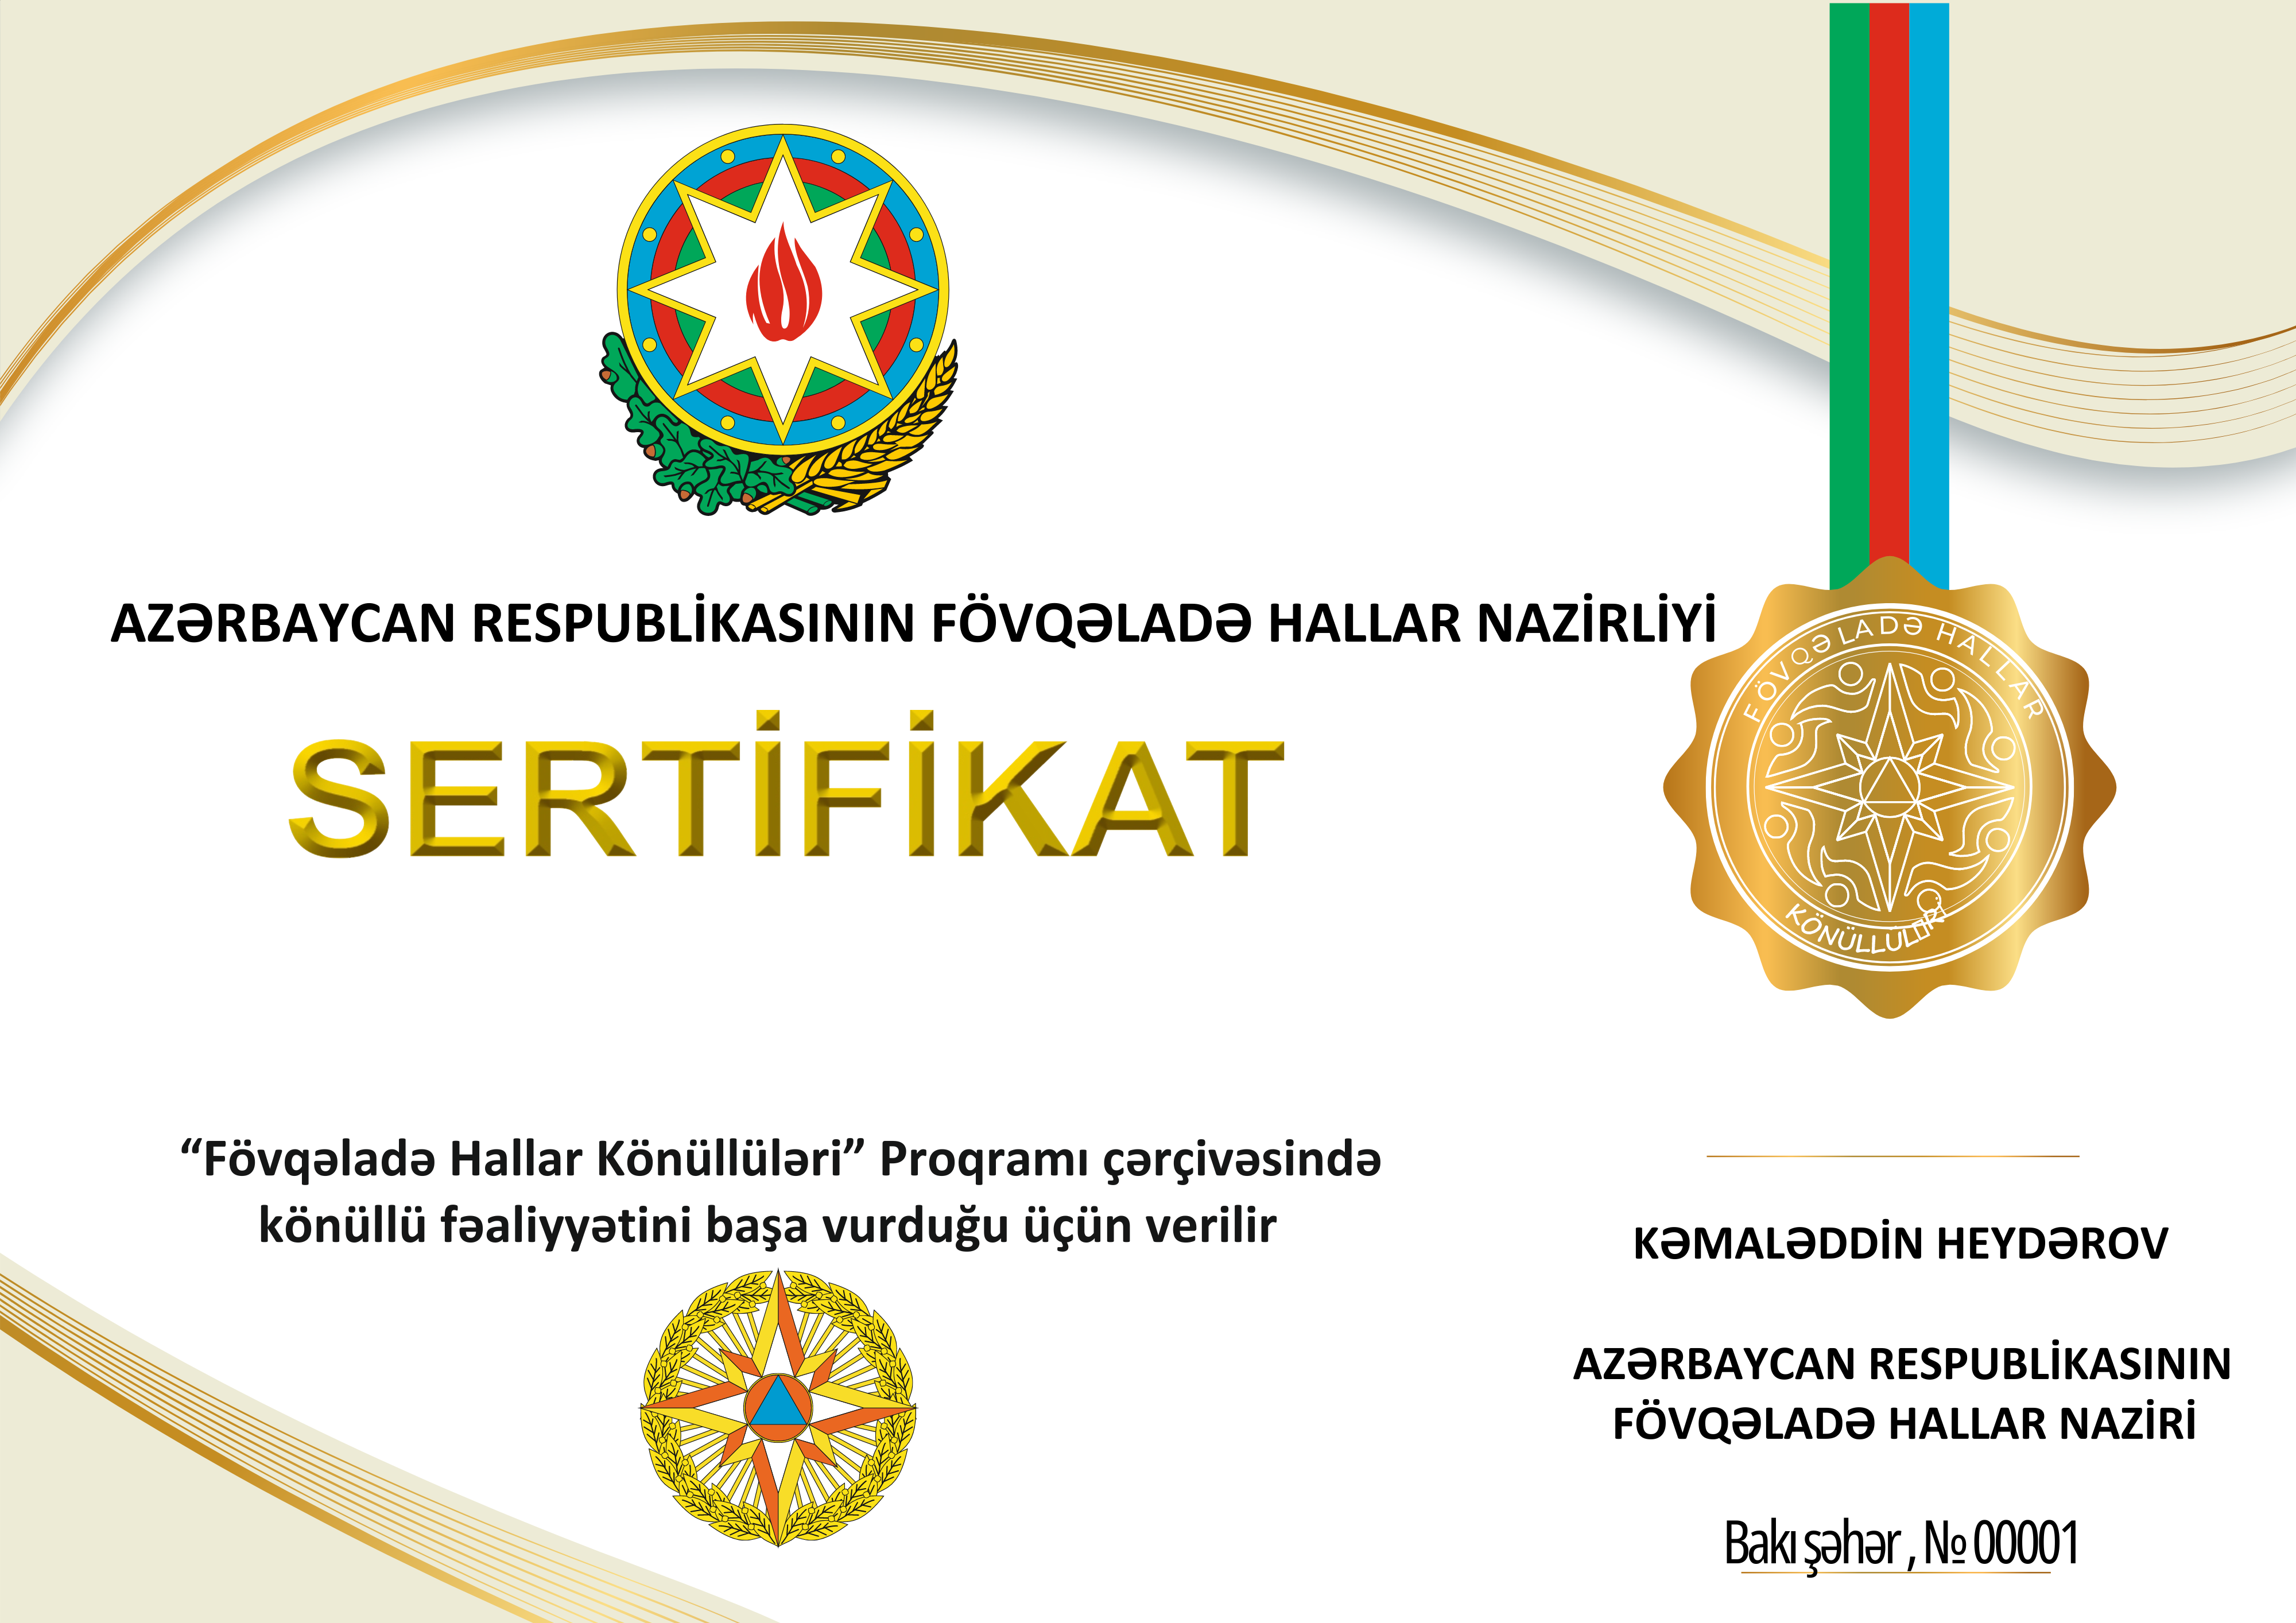 AZƏRBAYCAN RESPUBLİKASININ FÖVQƏLADƏ HALLAR NAZİRLİYİ
SERTİFİKAT
FÖVQƏLADƏ HALLAR
KÖNÜLLÜLƏRİ
“Fövqəladə Hallar Könüllüləri” Proqramı çərçivəsində
könüllü fəaliyyətini başa vurduğu üçün verilir
KƏMALƏDDİN HEYDƏROV
AZƏRBAYCAN RESPUBLİKASININ
FÖVQƏLADƏ HALLAR NAZİRİ
Bakı şəhər , № 00001